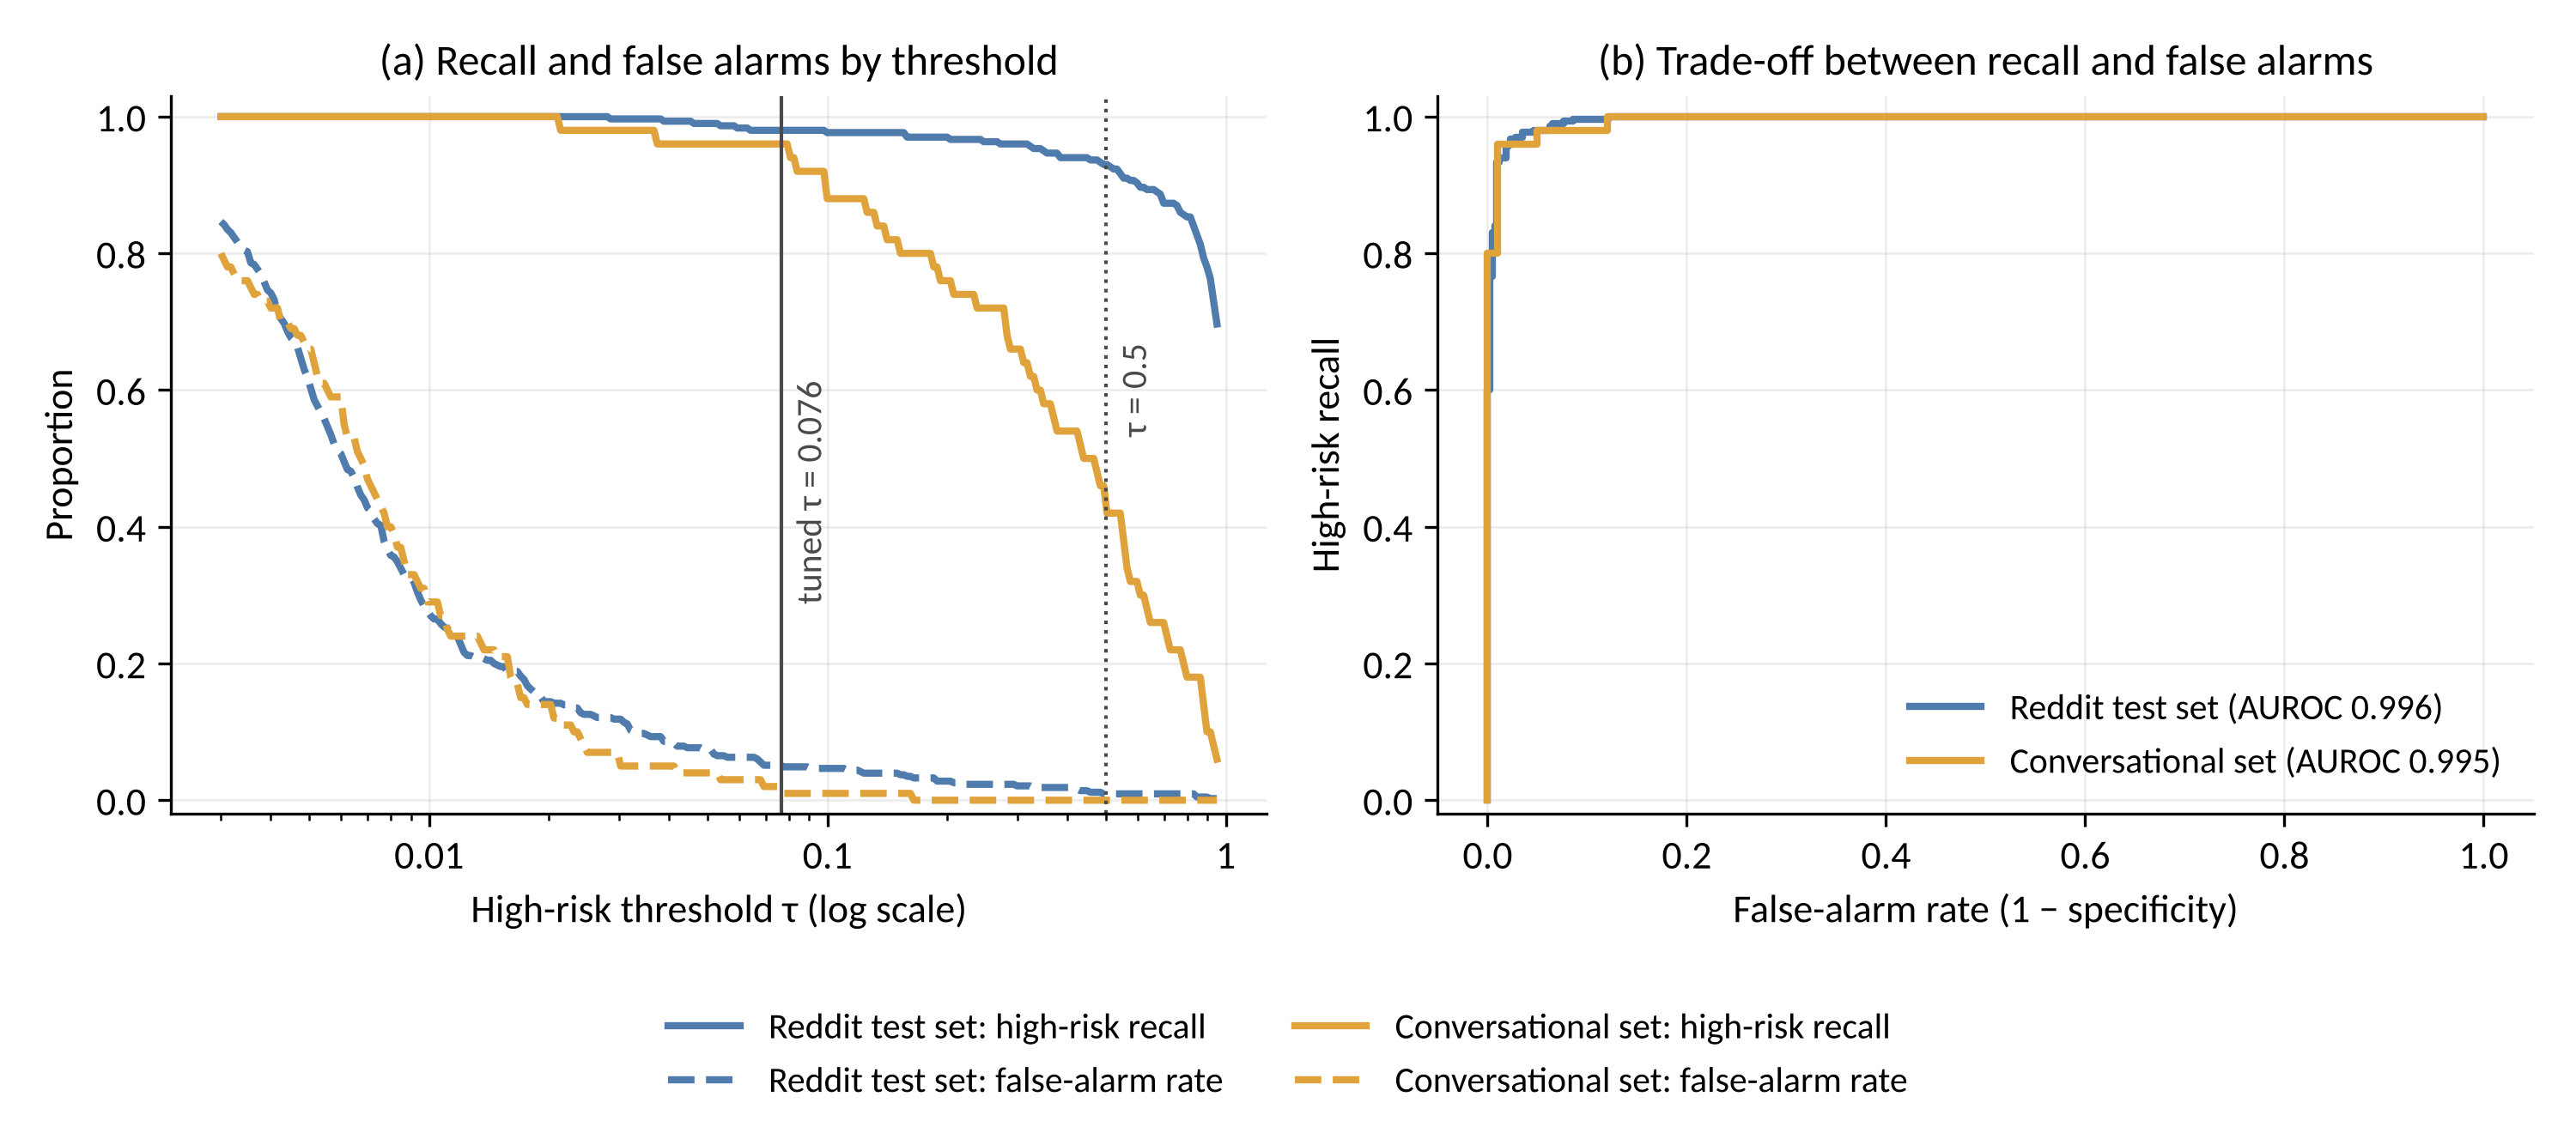 (a) Recall and false alarms by threshold
Proportion
1.0
0.8
0.6
0.4
0.2
0.0
tuned τ = 0.076
τ = 0.5
0.01
0.1
1
High-risk threshold τ (log scale)
(b) Trade-off between recall and false alarms
High-risk recall
1.0
0.8
0.6
0.4
0.2
0.0
Reddit test set (AUROC 0.996)
Conversational set (AUROC 0.995)
0.0
0.2
0.4
0.6
0.8
1.0
False-alarm rate (1 − specificity)
Reddit test set: high-risk recall
Reddit test set: false-alarm rate
Conversational set: high-risk recall
Conversational set: false-alarm rate